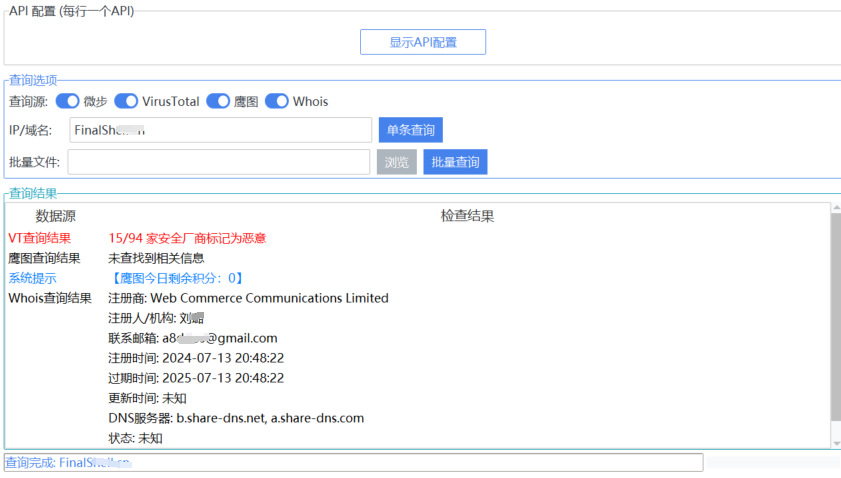 API 配置 (每行一个API)
显示API配置
查询选项
查询源: 微步 VirusTotal 鹰图 Whois
IP/域名: 单条查询
批量文件: 浏览 批量查询
查询结果
数据源 检查结果
VT查询结果 15/94 家安全厂商标记为恶意
鹰图查询结果 未查找到相关信息
系统提示 【鹰图今日剩余积分：0】
Whois查询结果 注册商: Web Commerce Communications Limited
注册人/机构: 刘
联系邮箱: @gmail.com
注册时间: 2024-07-13 20:48:22
过期时间: 2025-07-13 20:48:22
更新时间: 未知
DNS服务器: b.share-dns.net, a.share-dns.com
状态: 未知
查询完成: